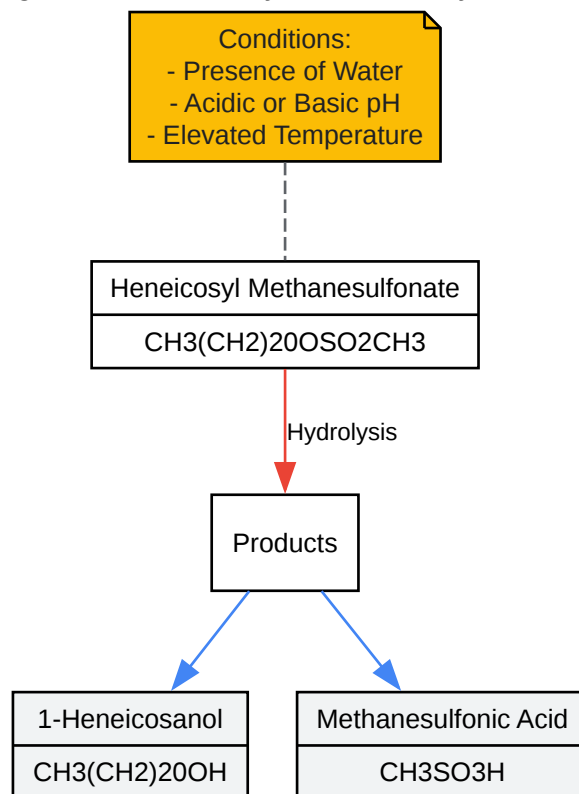 Conditions:
- Presence of Water
- Acidic or Basic pH
- Elevated Temperature
Heneicosyl Methanesulfonate
CH3(CH2)20OSO2CH3
Hydrolysis
Products
1-Heneicosanol
CH3(CH2)20OH
Methanesulfonic Acid
CH3SO3H